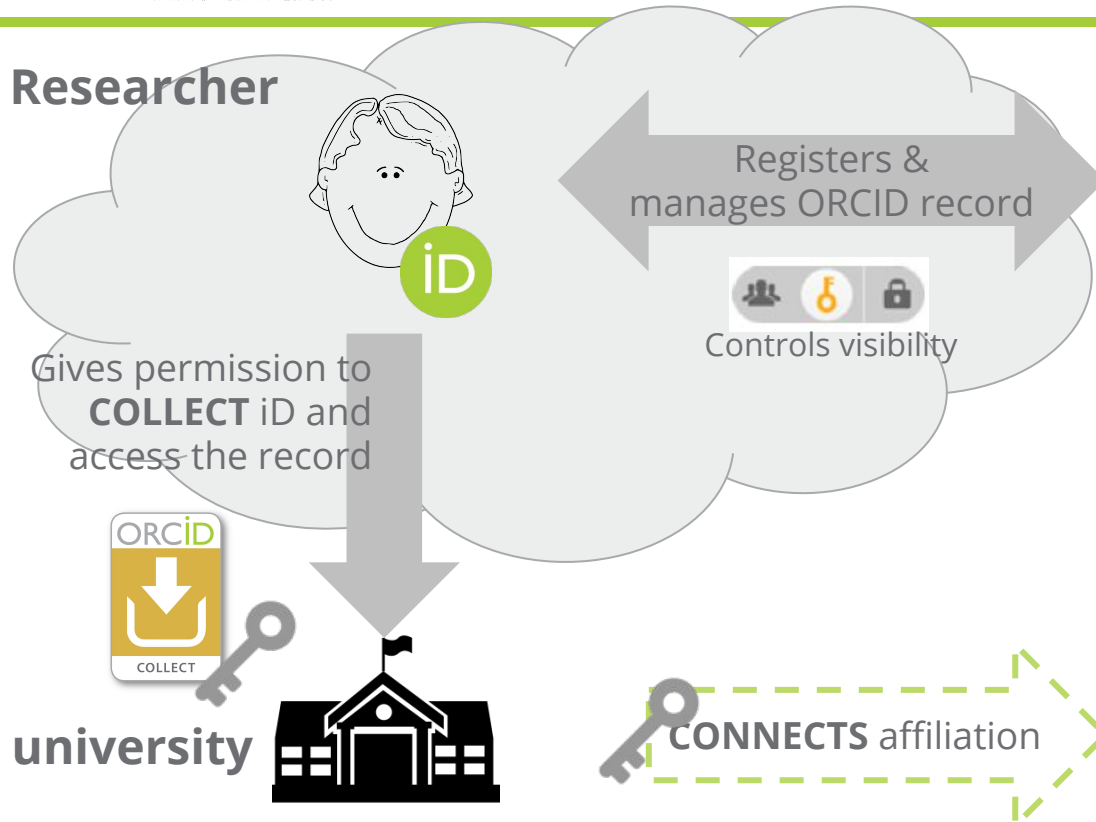 Researcher
Registers &
manages ORCID record
iD
Controls visibility
Gives permission to
COLLECT iD and
access the record
ORCiD
COLLECT
university
CONNECTS affiliation